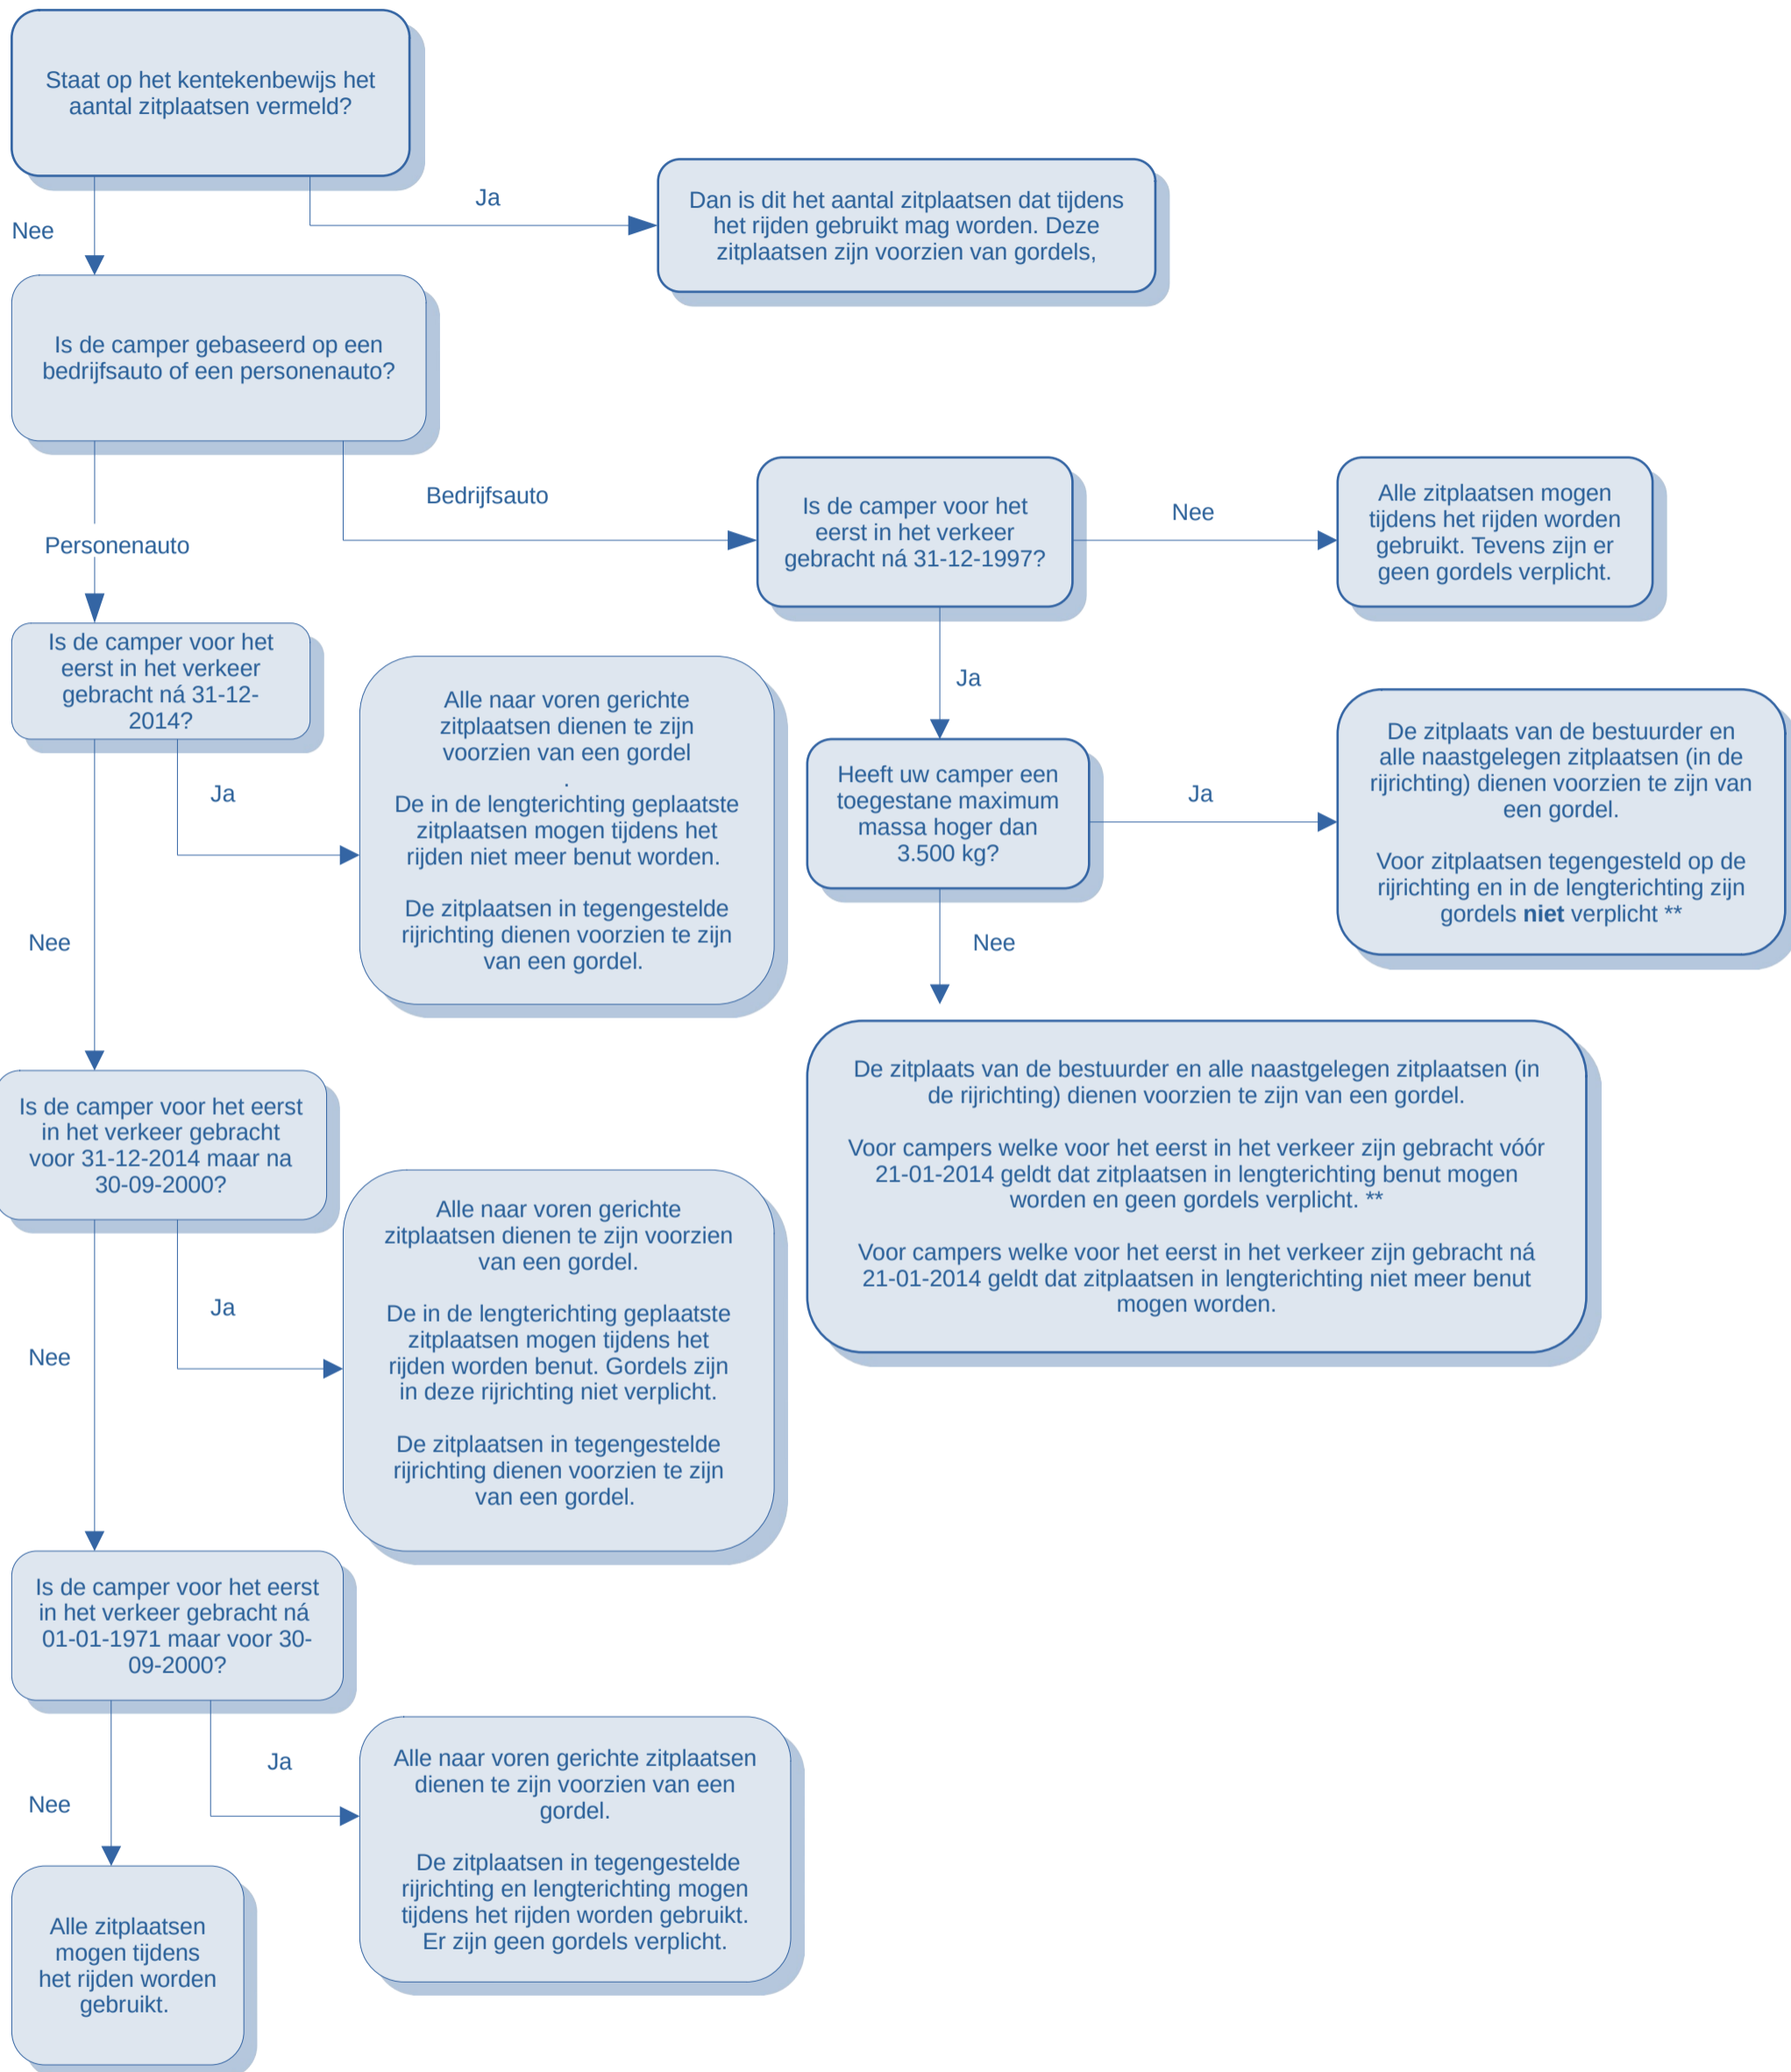 Staat op het kentekenbewijs het
aantal zitplaatsen vermeld?
Ja
Nee
Dan is dit het aantal zitplaatsen dat tijdens
het rijden gebruikt mag worden. Deze
zitplaatsen zijn voorzien van gordels,
Is de camper gebaseerd op een
bedrijfsauto of een personenauto?
Bedrijfsauto
Personenauto
Is de camper voor het
eerst in het verkeer
gebracht ná 31-12-1997?
Nee
Alle zitplaatsen mogen
tijdens het rijden worden
gebruikt. Tevens zijn er
geen gordels verplicht.
Is de camper voor het
eerst in het verkeer
gebracht ná 31-12-
2014?
Ja
Nee
Alle naar voren gerichte
zitplaatsen dienen te zijn
voorzien van een gordel
.
De in de lengterichting geplaatste
zitplaatsen mogen tijdens het
rijden niet meer benut worden.
De zitplaatsen in tegengestelde
rijrichting dienen voorzien te zijn
van een gordel.
Ja
Heeft uw camper een
toegestane maximum
massa hoger dan
3.500 kg?
Ja
Nee
De zitplaats van de bestuurder en
alle naastgelegen zitplaatsen (in de
rijrichting) dienen voorzien te zijn van
een gordel.
Voor zitplaatsen tegengesteld op de
rijrichting en in de lengterichting zijn
gordels niet verplicht **
De zitplaats van de bestuurder en alle naastgelegen zitplaatsen (in
de rijrichting) dienen voorzien te zijn van een gordel.
Voor campers welke voor het eerst in het verkeer zijn gebracht vóór
21-01-2014 geldt dat zitplaatsen in lengterichting benut mogen
worden en geen gordels verplicht. **
Voor campers welke voor het eerst in het verkeer zijn gebracht ná
21-01-2014 geldt dat zitplaatsen in lengterichting niet meer benut
mogen worden.
Is de camper voor het eerst
in het verkeer gebracht
voor 31-12-2014 maar na
30-09-2000?
Ja
Nee
Alle naar voren gerichte
zitplaatsen dienen te zijn voorzien
van een gordel.
De in de lengterichting geplaatste
zitplaatsen mogen tijdens het
rijden worden benut. Gordels zijn
in deze rijrichting niet verplicht.
De zitplaatsen in tegengestelde
rijrichting dienen voorzien te zijn
van een gordel.
Is de camper voor het eerst
in het verkeer gebracht ná
01-01-1971 maar voor 30-
09-2000?
Ja
Nee
Alle naar voren gerichte zitplaatsen
dienen te zijn voorzien van een
gordel.
De zitplaatsen in tegengestelde
rijrichting en lengterichting mogen
tijdens het rijden worden gebruikt.
Er zijn geen gordels verplicht.
Alle zitplaatsen
mogen tijdens
het rijden worden
gebruikt.